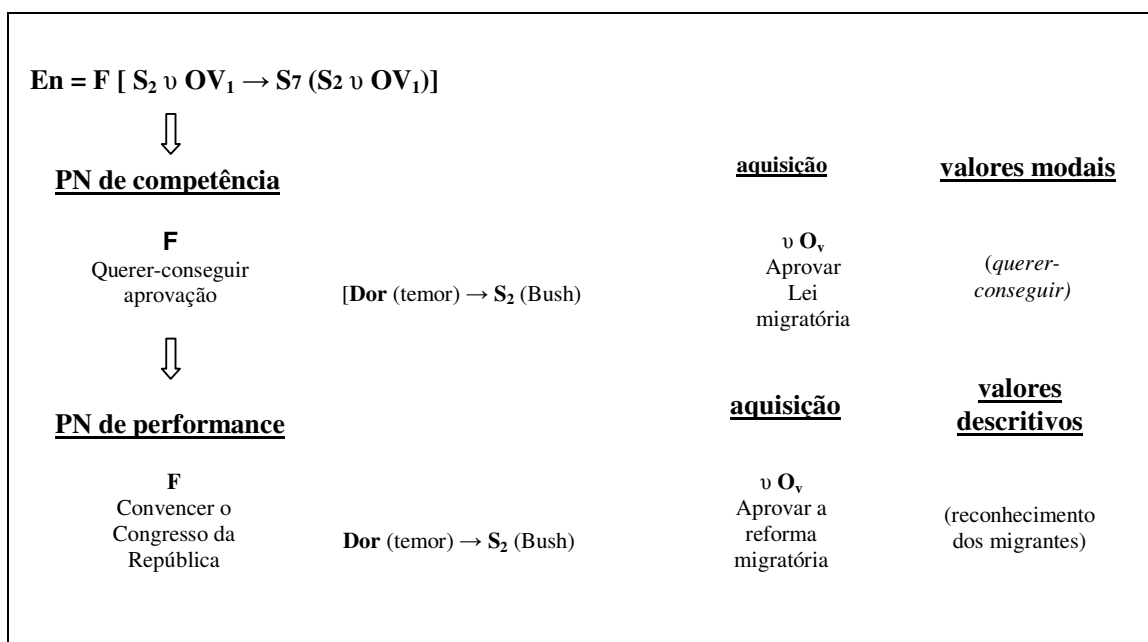 En = F [ S₂ υ OV₁ → S7 (S2 υ OV₁)]
⇩
PN de competência aquisição valores modais
F
Querer-conseguir
aprovação
[Dor (temor) → S₂ (Bush)
υ Oᵥ
Aprovar
Lei
migratória
(querer-
conseguir)
⇩
PN de performance aquisição valores
descritivos
F
Convencer o
Congresso da
República
Dor (temor) → S₂ (Bush)
υ Oᵥ
Aprovar a
reforma
migratória
(reconhecimento
dos migrantes)